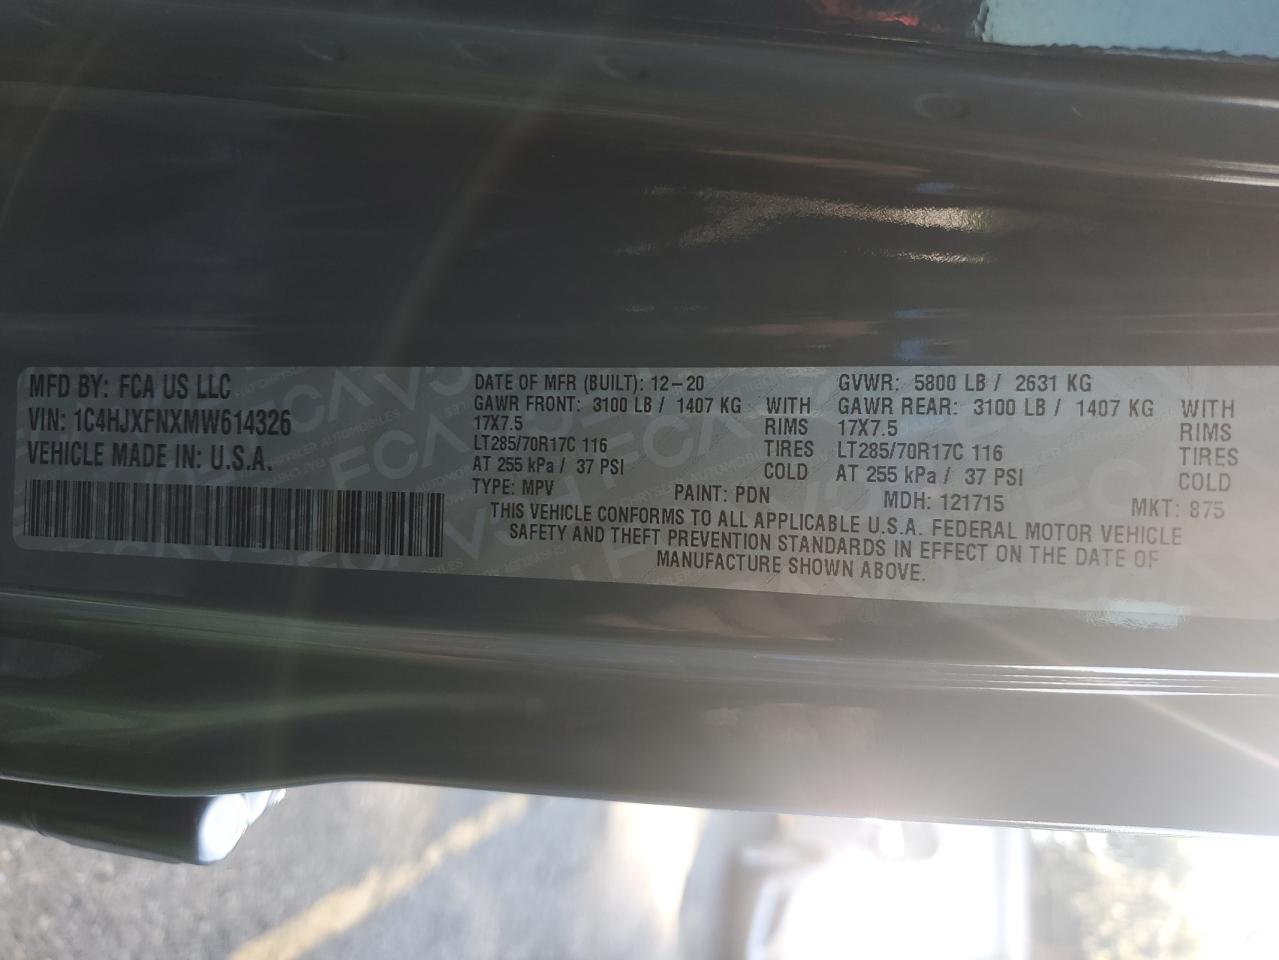 MFD BY: FCA US LLC
VIN: 1C4HJXFNXMW614326
VEHICLE MADE IN: U.S.A.
DATE OF MFR (BUILT): 12-20
GAWR FRONT: 3100 LB / 1407 KG WITH
17X7.5 RIMS
LT285/70R17C 116 TIRES
AT 255 kPa / 37 PSI COLD
GVWR: 5800 LB / 2631 KG
GAWR REAR: 3100 LB / 1407 KG WITH
17X7.5 RIMS
LT285/70R17C 116 TIRES
AT 255 kPa / 37 PSI COLD
TYPE: MPV PAINT: PDN MDH: 121715 MKT: 875
THIS VEHICLE CONFORMS TO ALL APPLICABLE U.S.A. FEDERAL MOTOR VEHICLE
SAFETY AND THEFT PREVENTION STANDARDS IN EFFECT ON THE DATE OF
MANUFACTURE SHOWN ABOVE.